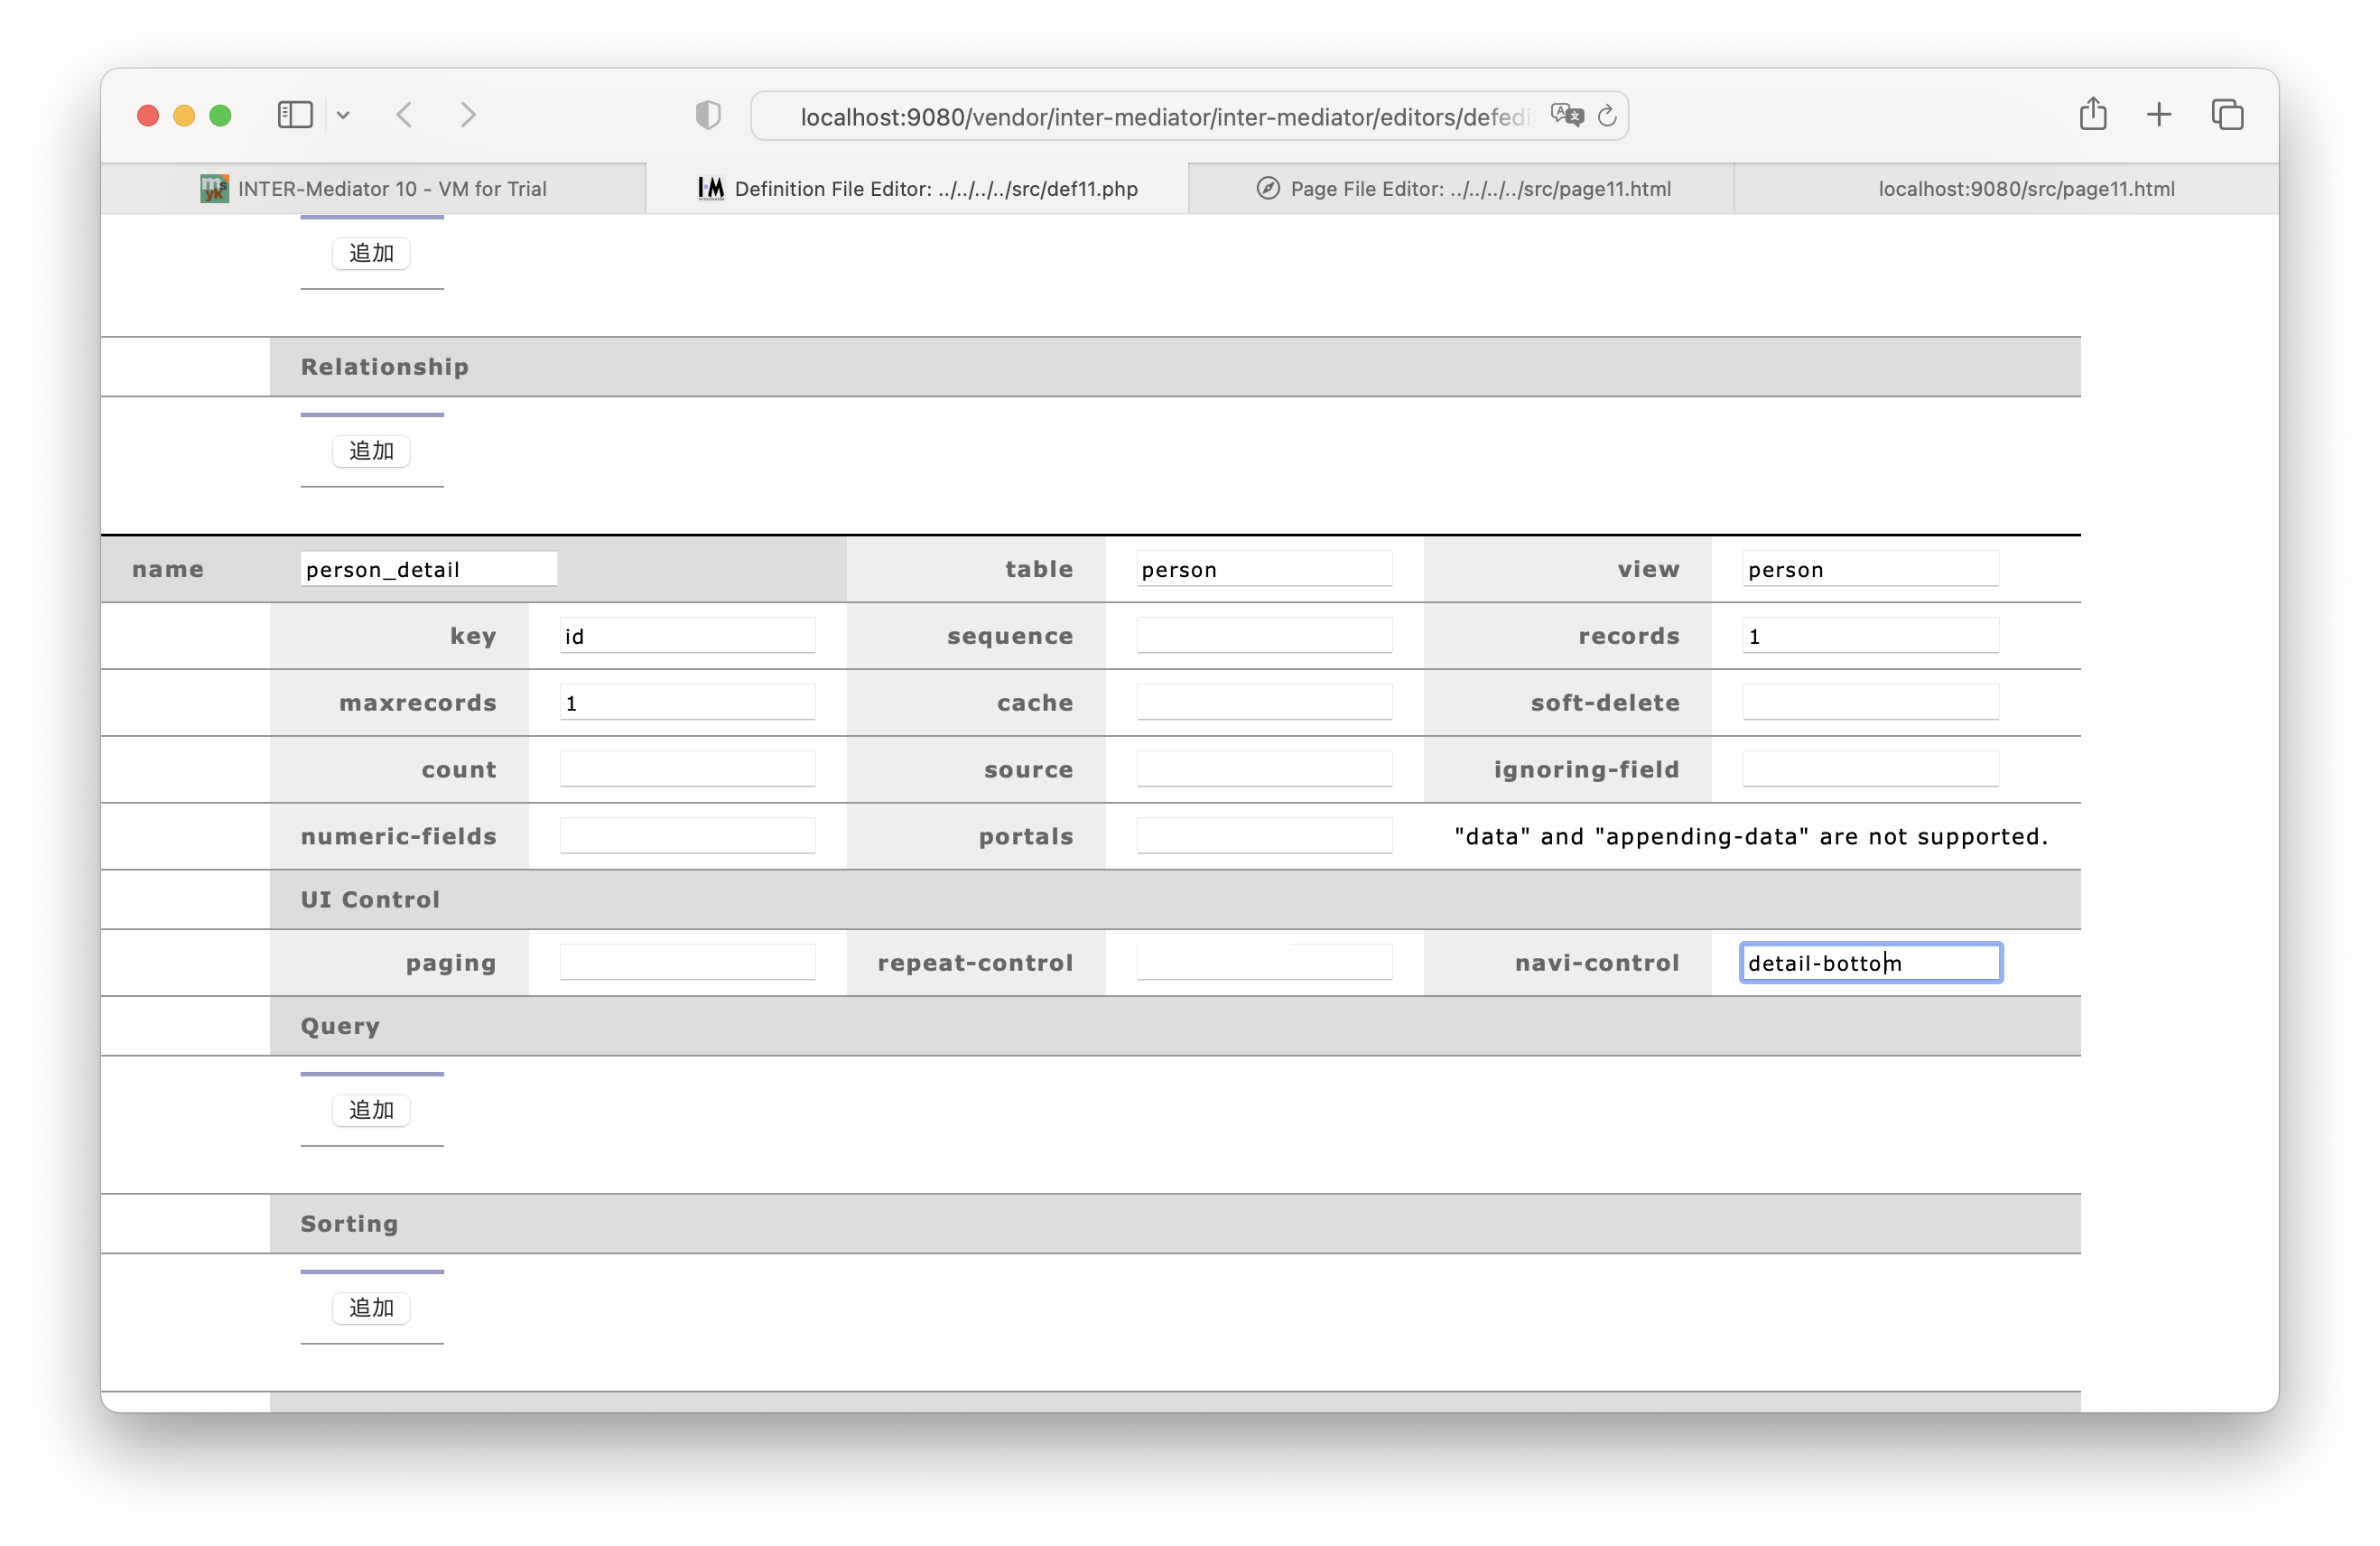 localhost:9080/vendor/inter-mediator/inter-mediator/editors/defedi
INTER-Mediator 10 - VM for Trial
Definition File Editor: ../../../../src/def11.php
Page File Editor: ../../../../src/page11.html
localhost:9080/src/page11.html
追加
Relationship
追加
name person_detail table person view person
key id sequence records 1
maxrecords 1 cache soft-delete
count source ignoring-field
numeric-fields portals "data" and "appending-data" are not supported.
UI Control
paging repeat-control navi-control detail-bottom
Query
追加
Sorting
追加